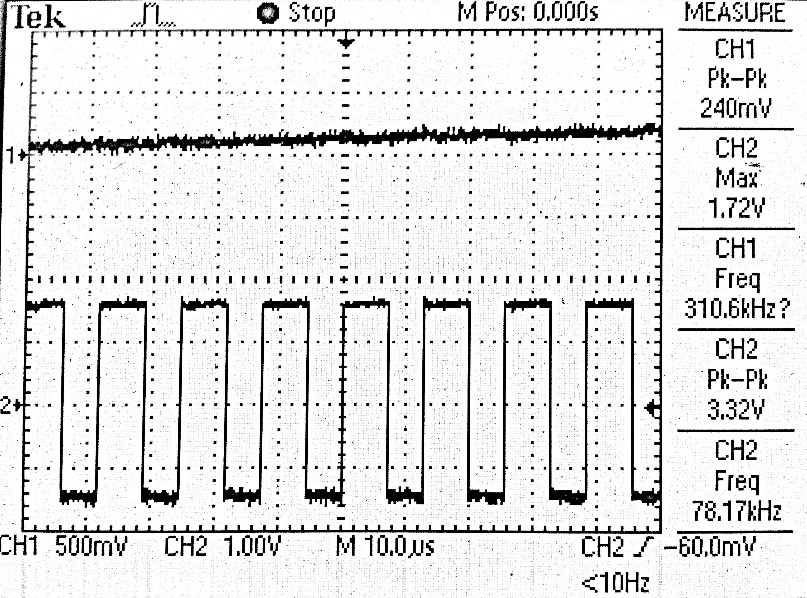 Tek Stop M Pos: 0.000s MEASURE
CH1
Pk-Pk
240mV
CH2
Max
1.72V
CH1
Freq
310.6kHz?
CH2
Pk-Pk
3.32V
CH2
Freq
78.17kHz
1
2
CH1 500mV CH2 1.00V M 10.0µs CH2 -60.0mV
<10Hz